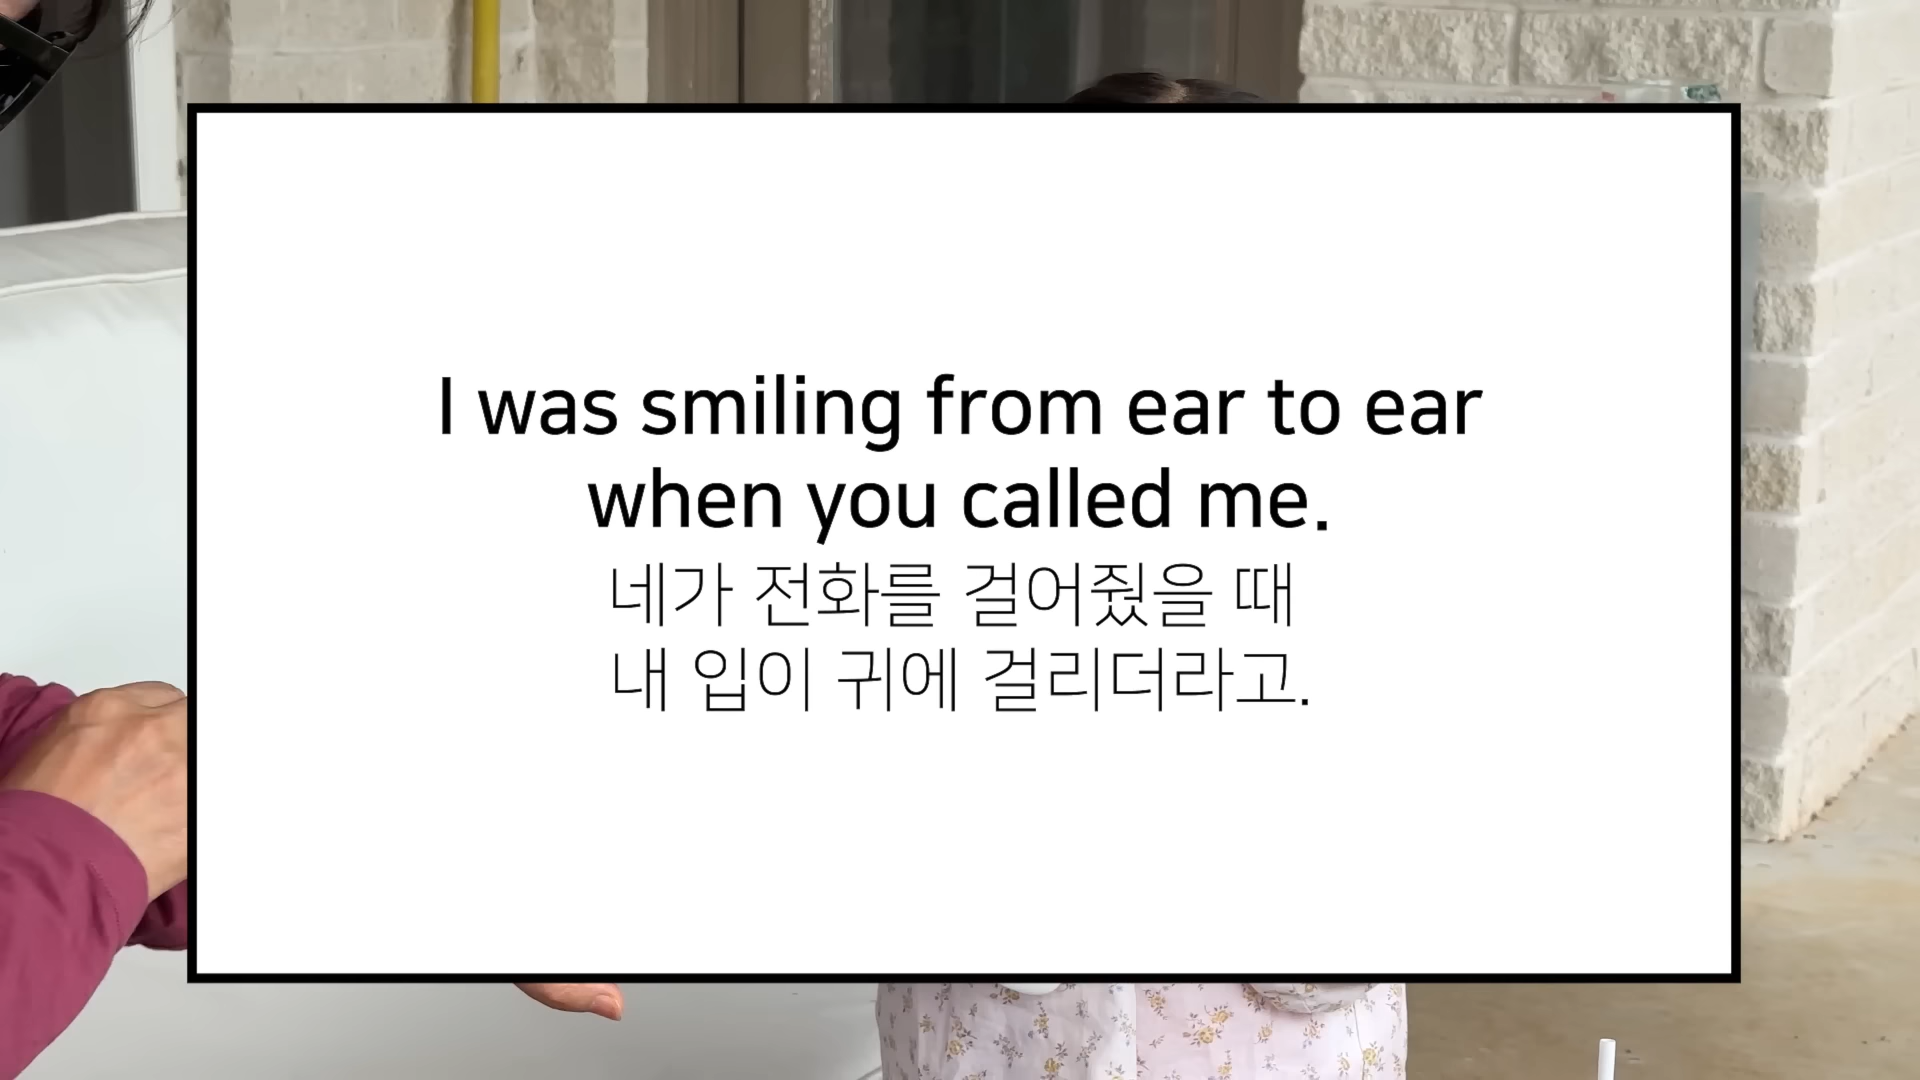 I was smiling from ear to ear
when you called me.
네가 전화를 걸어줬을 때
내 입이 귀에 걸리더라고.